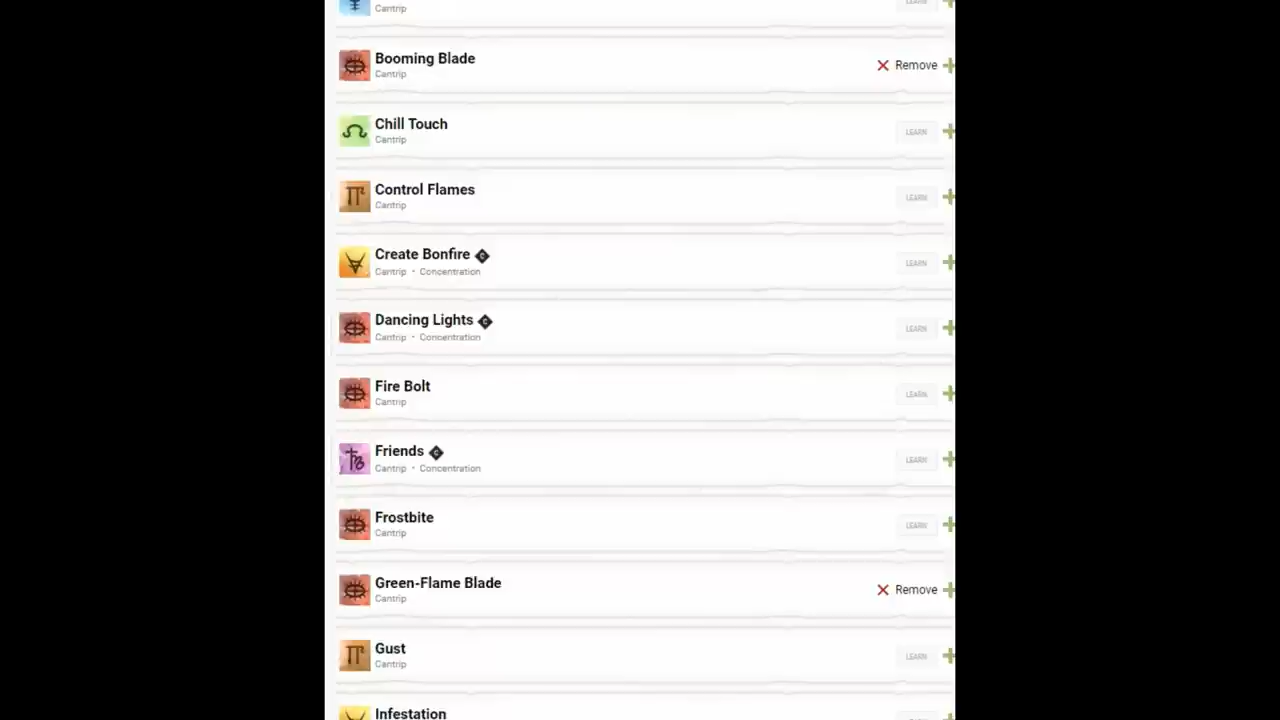 LEARN
Cantrip
Booming Blade
Remove
Cantrip
Chill Touch
LEARN
Cantrip
Control Flames
LEARN
Cantrip
Create Bonfire C
LEARN
Cantrip • Concentration
Dancing Lights C
LEARN
Cantrip • Concentration
Fire Bolt
LEARN
Cantrip
Friends C
LEARN
Cantrip • Concentration
Frostbite
LEARN
Cantrip
Green-Flame Blade
Remove
Cantrip
Gust
LEARN
Cantrip
Infestation